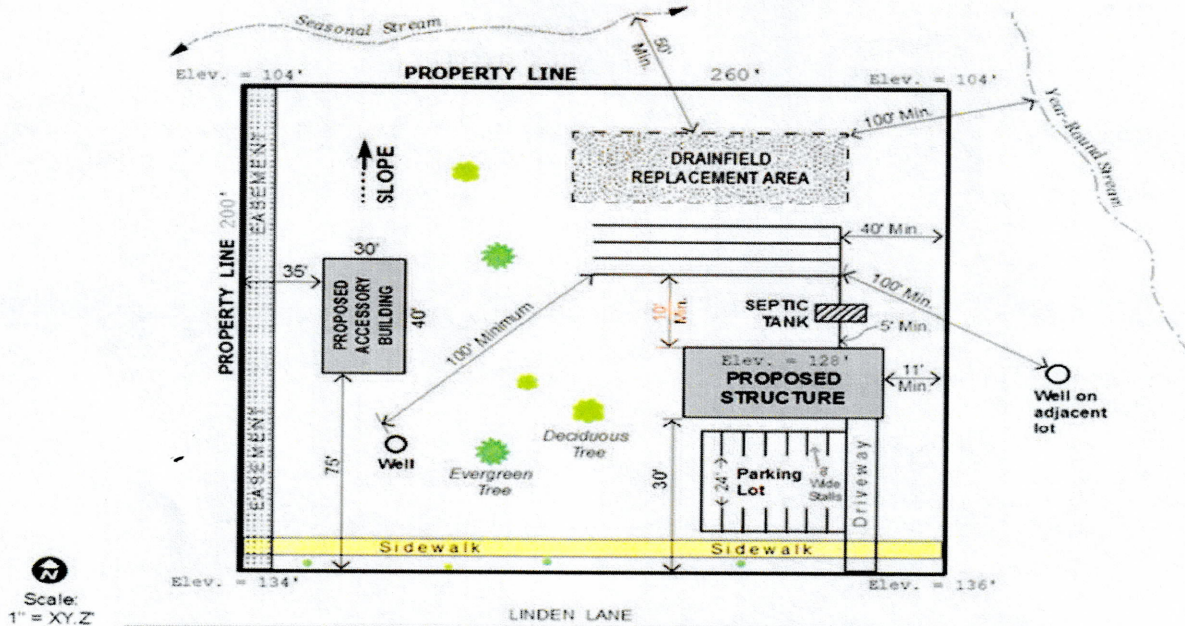 Seasonal Stream
50' Min.
Elev. = 104'
PROPERTY LINE 260'
Elev. = 104'
100' Min.
Year-Round Stream
EASEMENT
DRAINFIELD
REPLACEMENT AREA
SLOPE
PROPERTY LINE 200'
30'
40' Min.
35'
PROPOSED
ACCESSORY
BUILDING
40'
100' Minimum
10'
Min.
SEPTIC
TANK
100' Min.
5' Min.
Elev. = 128'
PROPOSED
STRUCTURE
11'
Min.
Well on
adjacent
lot
EASEMENT
75'
Well
Deciduous
Tree
Evergreen
Tree
30'
24'
Parking
Lot
8'
Wide
Stalls
Driveway
Sidewalk
Sidewalk
N
Scale:
1" = XY.Z'
Elev. = 134'
Elev. = 136'
LINDEN LANE